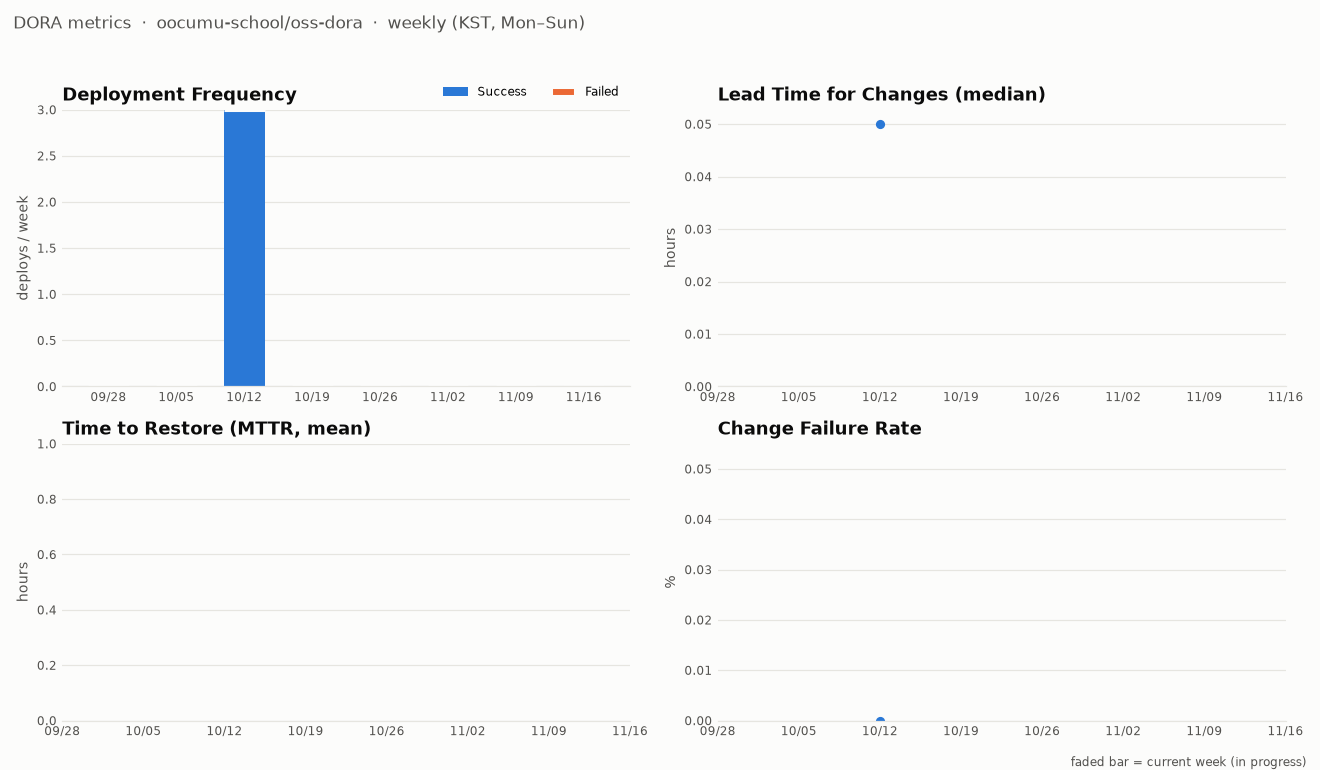 DORA metrics · oocumu-school/oss-dora · weekly (KST, Mon–Sun)
Deployment Frequency
Success Failed
3.0
2.5
2.0
1.5
1.0
0.5
0.0
deploys / week
09/28 10/05 10/12 10/19 10/26 11/02 11/09 11/16
Lead Time for Changes (median)
0.05
0.04
0.03
0.02
0.01
0.00
hours
09/28 10/05 10/12 10/19 10/26 11/02 11/09 11/16
Time to Restore (MTTR, mean)
1.0
0.8
0.6
0.4
0.2
0.0
hours
09/28 10/05 10/12 10/19 10/26 11/02 11/09 11/16
Change Failure Rate
0.05
0.04
0.03
0.02
0.01
0.00
%
09/28 10/05 10/12 10/19 10/26 11/02 11/09 11/16
faded bar = current week (in progress)